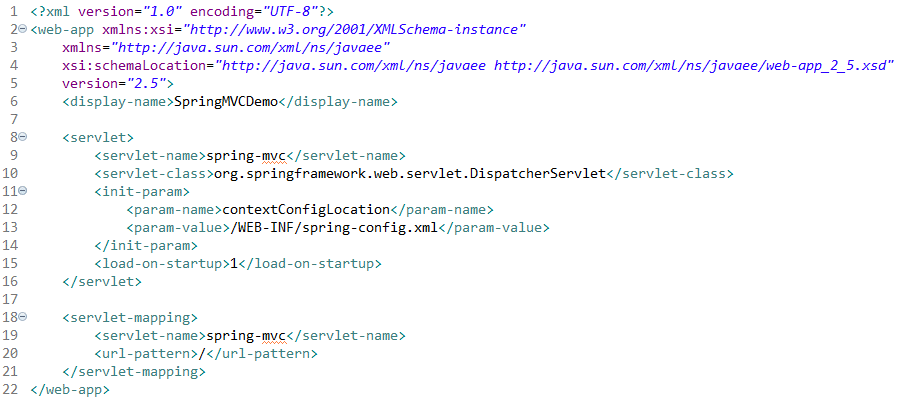 1 <?xml version="1.0" encoding="UTF-8"?>
2 <web-app xmlns:xsi="http://www.w3.org/2001/XMLSchema-instance"
3     xmlns="http://java.sun.com/xml/ns/javaee"
4     xsi:schemaLocation="http://java.sun.com/xml/ns/javaee http://java.sun.com/xml/ns/javaee/web-app_2_5.xsd"
5     version="2.5">
6     <display-name>SpringMVCDemo</display-name>
7
8     <servlet>
9         <servlet-name>spring-mvc</servlet-name>
10         <servlet-class>org.springframework.web.servlet.DispatcherServlet</servlet-class>
11         <init-param>
12             <param-name>contextConfigLocation</param-name>
13             <param-value>/WEB-INF/spring-config.xml</param-value>
14         </init-param>
15         <load-on-startup>1</load-on-startup>
16     </servlet>
17
18     <servlet-mapping>
19         <servlet-name>spring-mvc</servlet-name>
20         <url-pattern>/</url-pattern>
21     </servlet-mapping>
22 </web-app>